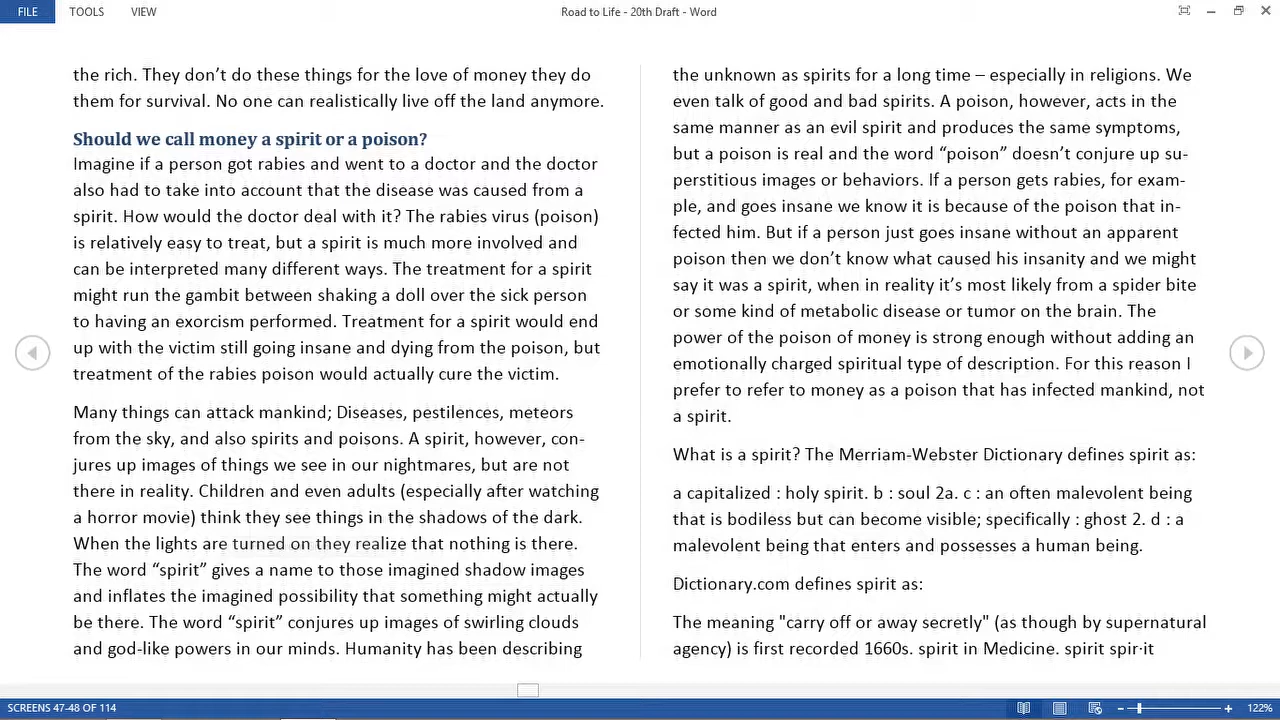 FILE TOOLS VIEW Road to Life - 20th Draft - Word
the rich. They don’t do these things for the love of money they do
them for survival. No one can realistically live off the land anymore.
Should we call money a spirit or a poison?
Imagine if a person got rabies and went to a doctor and the doctor
also had to take into account that the disease was caused from a
spirit. How would the doctor deal with it? The rabies virus (poison)
is relatively easy to treat, but a spirit is much more involved and
can be interpreted many different ways. The treatment for a spirit
might run the gambit between shaking a doll over the sick person
to having an exorcism performed. Treatment for a spirit would end
up with the victim still going insane and dying from the poison, but
treatment of the rabies poison would actually cure the victim.
Many things can attack mankind; Diseases, pestilences, meteors
from the sky, and also spirits and poisons. A spirit, however, con-
jures up images of things we see in our nightmares, but are not
there in reality. Children and even adults (especially after watching
a horror movie) think they see things in the shadows of the dark.
When the lights are turned on they realize that nothing is there.
The word “spirit” gives a name to those imagined shadow images
and inflates the imagined possibility that something might actually
be there. The word “spirit” conjures up images of swirling clouds
and god-like powers in our minds. Humanity has been describing
the unknown as spirits for a long time – especially in religions. We
even talk of good and bad spirits. A poison, however, acts in the
same manner as an evil spirit and produces the same symptoms,
but a poison is real and the word “poison” doesn’t conjure up su-
perstitious images or behaviors. If a person gets rabies, for exam-
ple, and goes insane we know it is because of the poison that in-
fected him. But if a person just goes insane without an apparent
poison then we don’t know what caused his insanity and we might
say it was a spirit, when in reality it’s most likely from a spider bite
or some kind of metabolic disease or tumor on the brain. The
power of the poison of money is strong enough without adding an
emotionally charged spiritual type of description. For this reason I
prefer to refer to money as a poison that has infected mankind, not
a spirit.
What is a spirit? The Merriam-Webster Dictionary defines spirit as:
a capitalized : holy spirit. b : soul 2a. c : an often malevolent being
that is bodiless but can become visible; specifically : ghost 2. d : a
malevolent being that enters and possesses a human being.
Dictionary.com defines spirit as:
The meaning "carry off or away secretly" (as though by supernatural
agency) is first recorded 1660s. spirit in Medicine. spirit spir·it
SCREENS 47-48 OF 114 122%